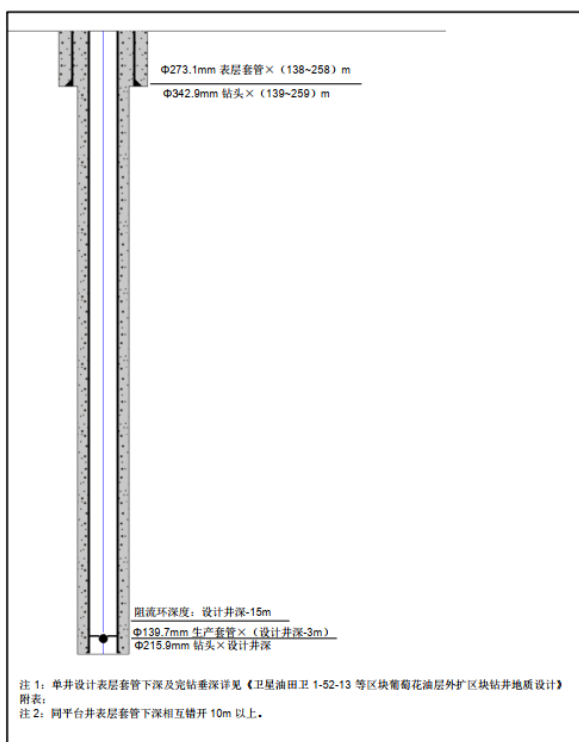 Φ273.1mm 表层套管×（138~258）m
Φ342.9mm 钻头×（139~259）m
阻流环深度：设计井深-15m
Φ139.7mm 生产套管×（设计井深-3m）
Φ215.9mm 钻头×设计井深
注 1：单井设计表层套管下深及完钻垂深详见《卫星油田卫 1-52-13 等区块葡萄花油层外扩区块钻井地质设计》
附表；
注 2：同平台井表层套管下深相互错开 10m 以上。